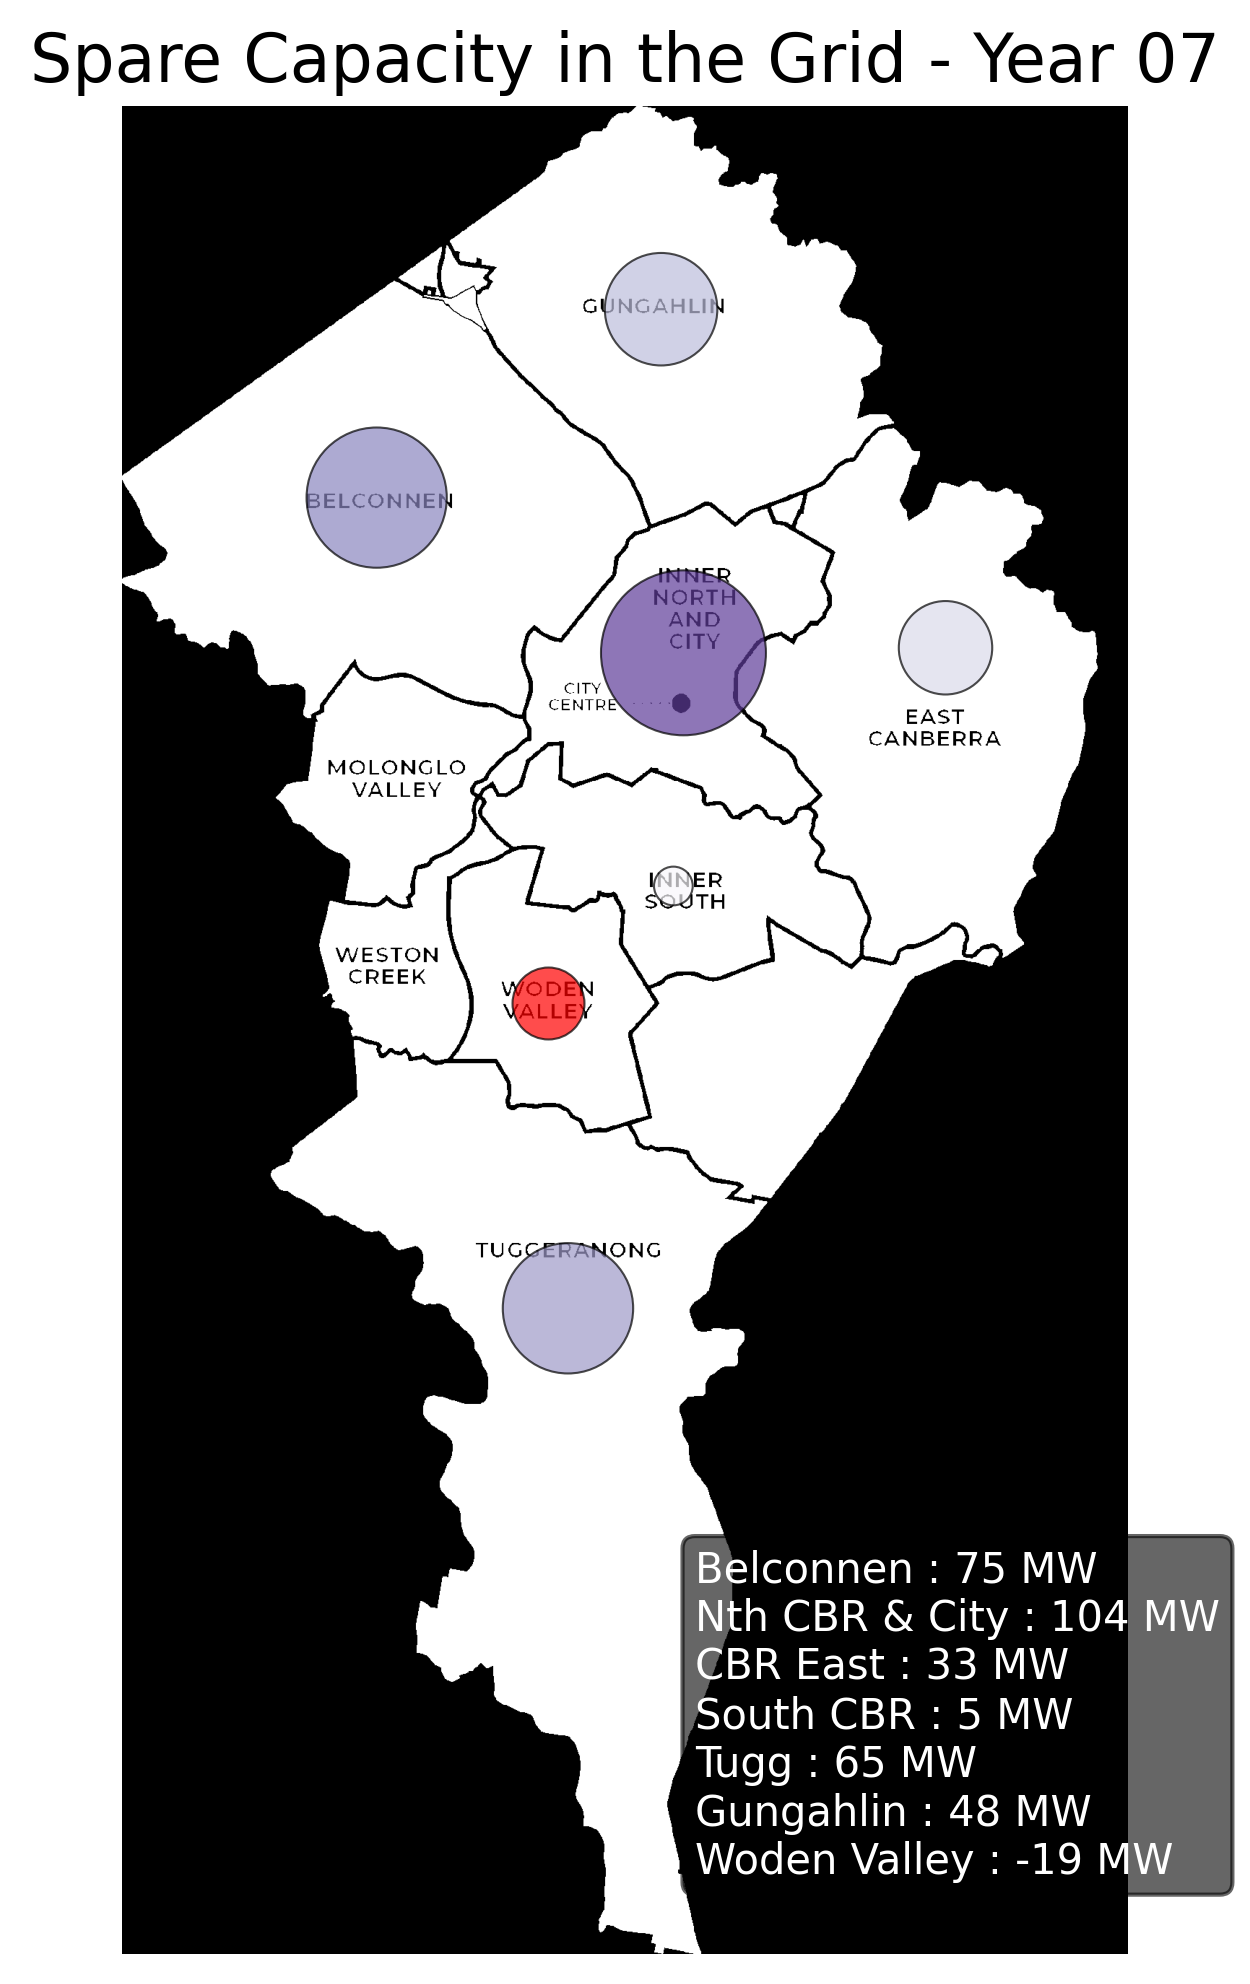 Spare Capacity in the Grid - Year 07
GUNGAHLIN
BELCONNEN
INNER
NORTH
AND
CITY
CITY
CENTRE
EAST
CANBERRA
MOLONGLO
VALLEY
INNER
SOUTH
WESTON
CREEK
WODEN
VALLEY
TUGGERANONG
Belconnen : 75 MW
Nth CBR & City : 104 MW
CBR East : 33 MW
South CBR : 5 MW
Tugg : 65 MW
Gungahlin : 48 MW
Woden Valley : -19 MW